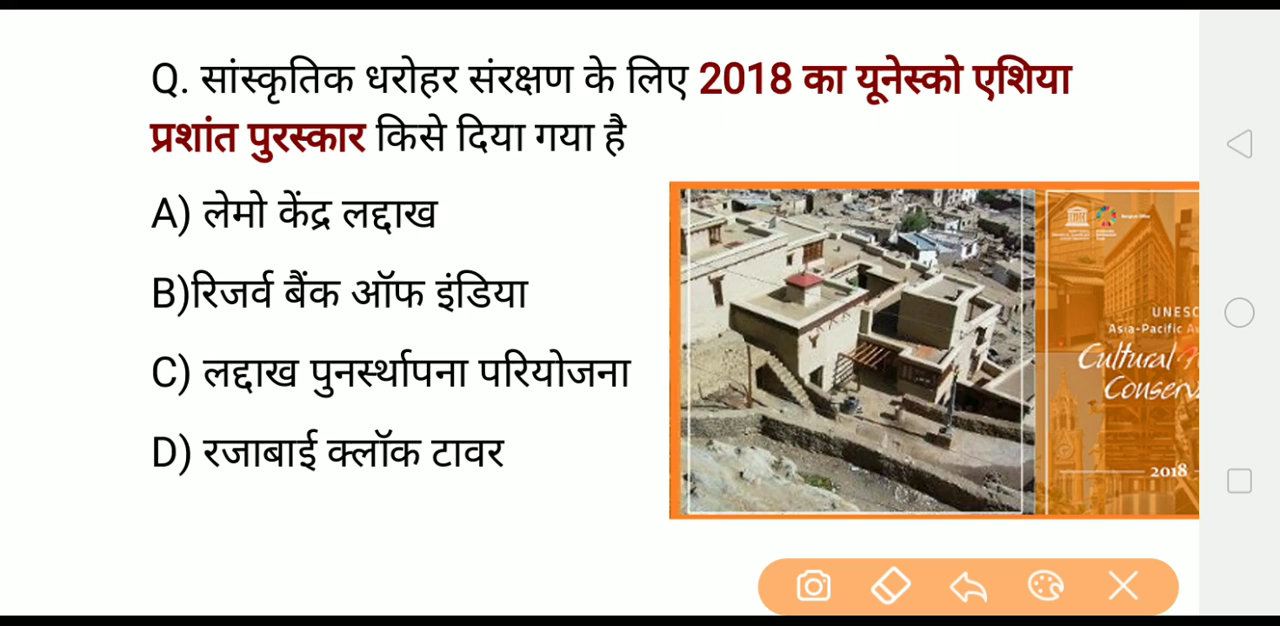 Q. सांस्कृतिक धरोहर संरक्षण के लिए 2018 का यूनेस्को एशिया
प्रशांत पुरस्कार किसे दिया गया है
A) लेमो केंद्र लद्दाख
B)रिजर्व बैंक ऑफ इंडिया
C) लद्दाख पुनर्स्थापना परियोजना
D) रजाबाई क्लॉक टावर
UNESC
Asia-Pacific A
Cultural
Conserv
2018